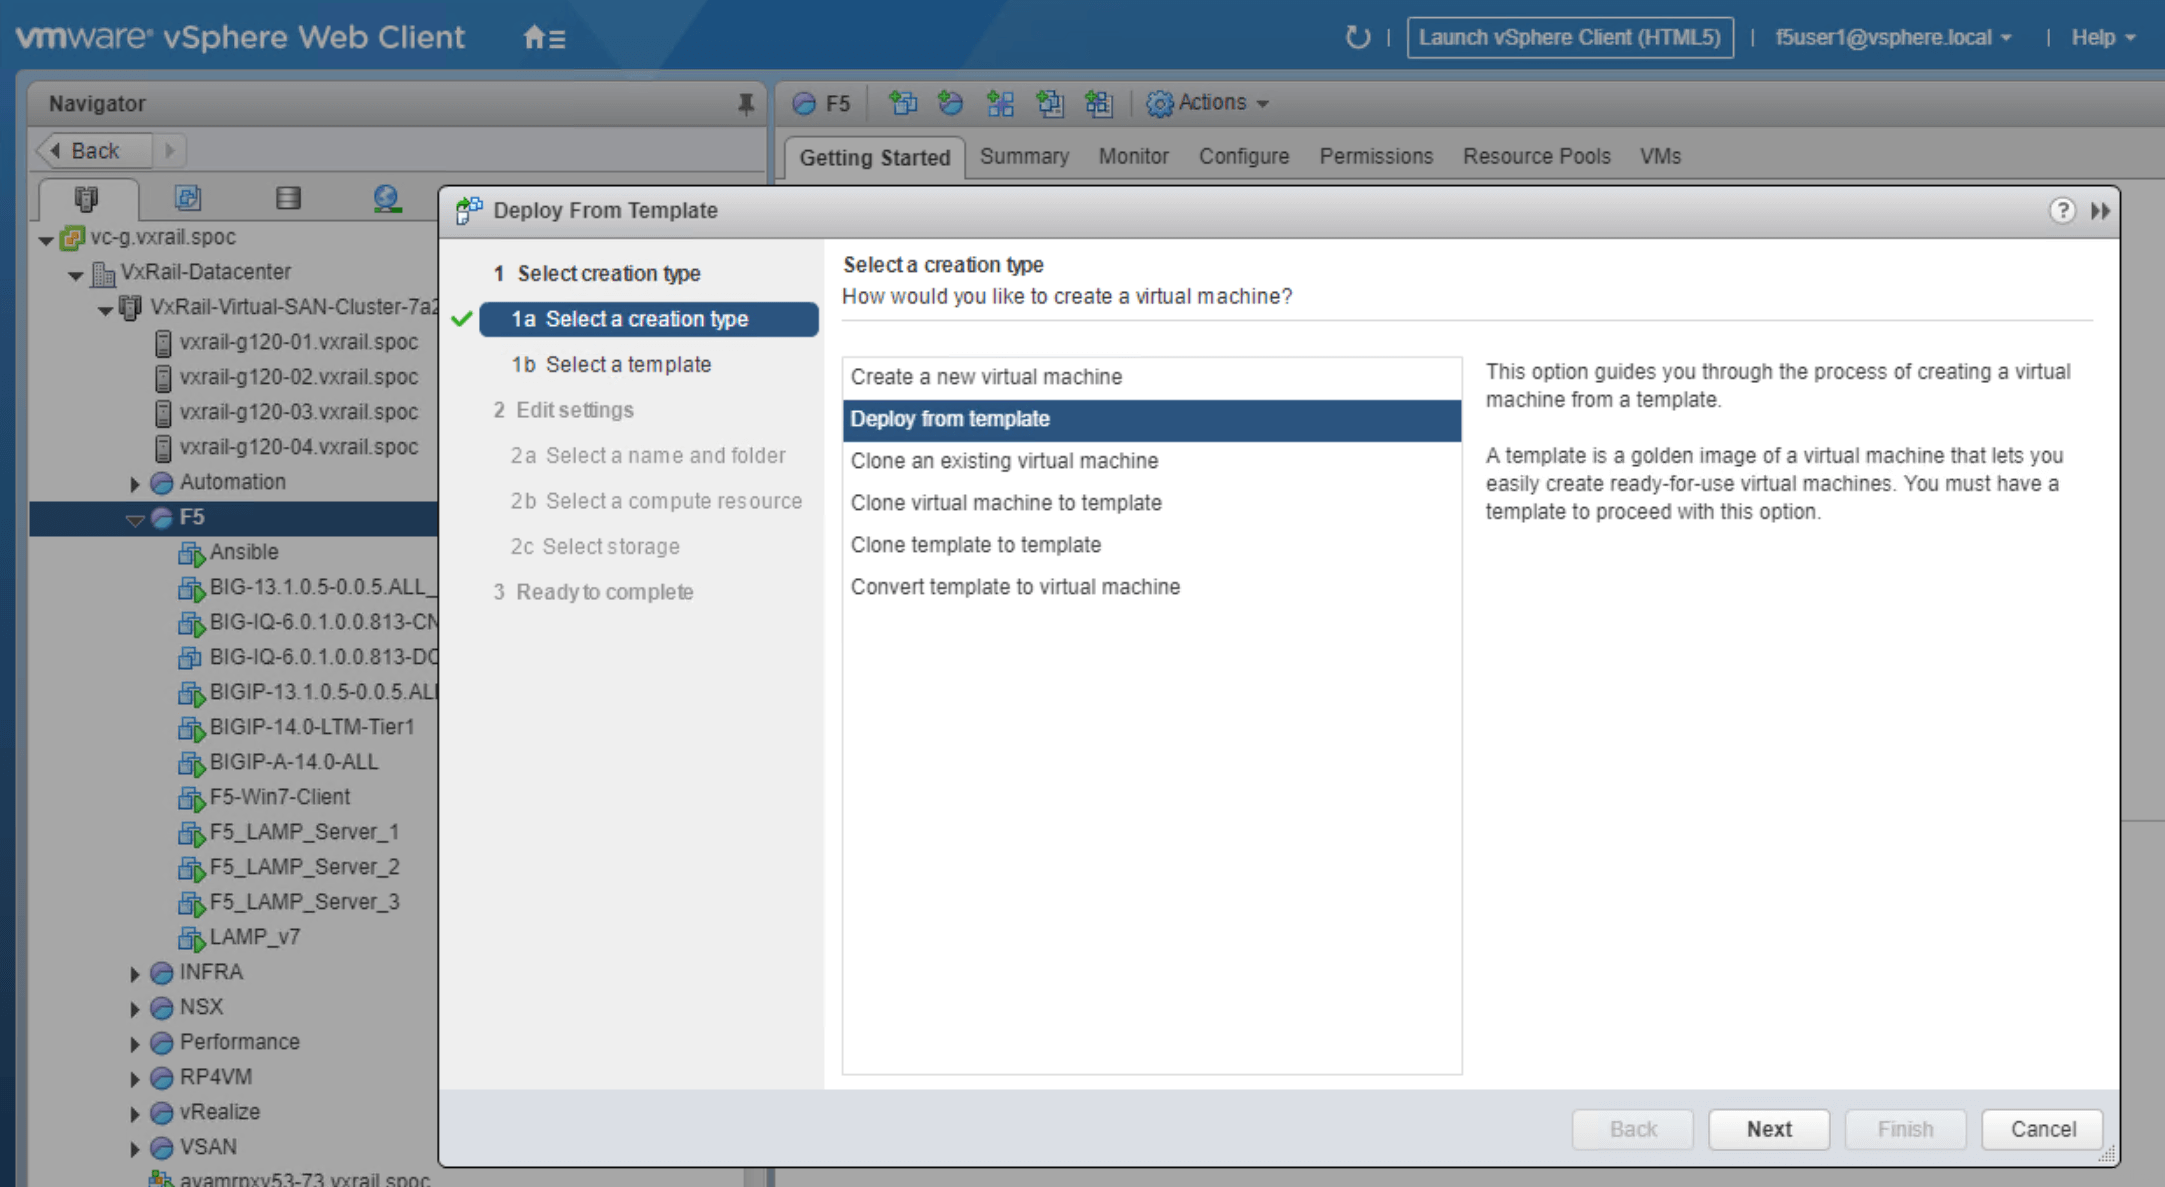 vmware® vSphere Web Client
Launch vSphere Client (HTML5)
f5user1@vsphere.local
Help
Navigator
Back
vc-g.vxrail.spoc
VxRail-Datacenter
VxRail-Virtual-SAN-Cluster-7a2
vxrail-g120-01.vxrail.spoc
vxrail-g120-02.vxrail.spoc
vxrail-g120-03.vxrail.spoc
vxrail-g120-04.vxrail.spoc
Automation
F5
Ansible
BIG-13.1.0.5-0.0.5.ALL_
BIG-IQ-6.0.1.0.0.813-CN
BIG-IQ-6.0.1.0.0.813-DC
BIGIP-13.1.0.5-0.0.5.ALL
BIGIP-14.0-LTM-Tier1
BIGIP-A-14.0-ALL
F5-Win7-Client
F5_LAMP_Server_1
F5_LAMP_Server_2
F5_LAMP_Server_3
LAMP_v7
INFRA
NSX
Performance
RP4VM
vRealize
VSAN
avamrpxy53-73.vxrail.spoc
F5
Actions
Getting Started Summary Monitor Configure Permissions Resource Pools VMs
Deploy From Template
1 Select creation type
1a Select a creation type
1b Select a template
2 Edit settings
2a Select a name and folder
2b Select a compute resource
2c Select storage
3 Ready to complete
Select a creation type
How would you like to create a virtual machine?
Create a new virtual machine
Deploy from template
Clone an existing virtual machine
Clone virtual machine to template
Clone template to template
Convert template to virtual machine
This option guides you through the process of creating a virtual
machine from a template.
A template is a golden image of a virtual machine that lets you
easily create ready-for-use virtual machines. You must have a
template to proceed with this option.
Back
Next
Finish
Cancel